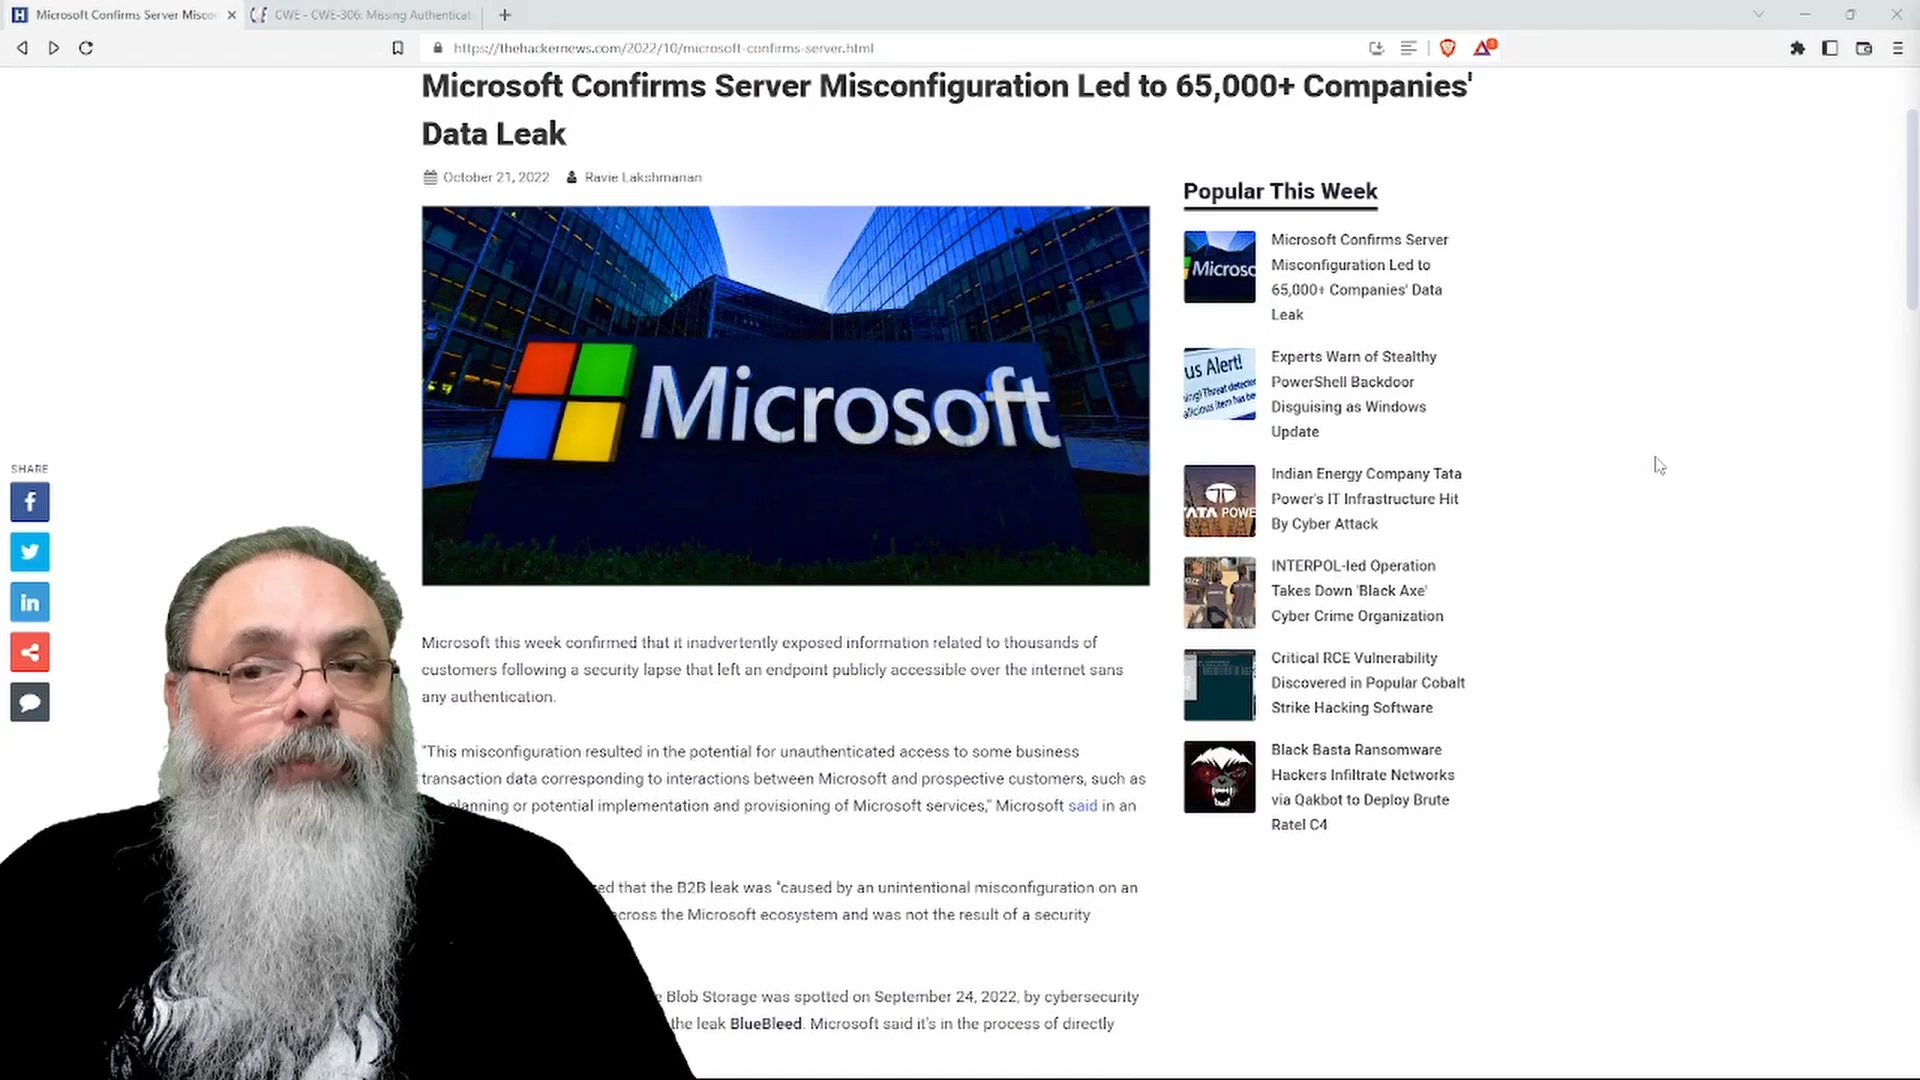 Microsoft Confirms Server Misco
CWE - CWE-306: Missing Authenticat
https://thehackernews.com/2022/10/microsoft-confirms-server.html
Microsoft Confirms Server Misconfiguration Led to 65,000+ Companies'
Data Leak
October 21, 2022 Ravie Lakshmanan
Microsoft
SHARE
Microsoft this week confirmed that it inadvertently exposed information related to thousands of
customers following a security lapse that left an endpoint publicly accessible over the internet sans
any authentication.
"This misconfiguration resulted in the potential for unauthenticated access to some business
transaction data corresponding to interactions between Microsoft and prospective customers, such as
planning or potential implementation and provisioning of Microsoft services," Microsoft said in an
ed that the B2B leak was "caused by an unintentional misconfiguration on an
across the Microsoft ecosystem and was not the result of a security
e Blob Storage was spotted on September 24, 2022, by cybersecurity
the leak BlueBleed. Microsoft said it's in the process of directly
Popular This Week
Microsoft Confirms Server
Misconfiguration Led to
65,000+ Companies' Data
Leak
Experts Warn of Stealthy
PowerShell Backdoor
Disguising as Windows
Update
Indian Energy Company Tata
Power's IT Infrastructure Hit
By Cyber Attack
INTERPOL-led Operation
Takes Down 'Black Axe'
Cyber Crime Organization
Critical RCE Vulnerability
Discovered in Popular Cobalt
Strike Hacking Software
Black Basta Ransomware
Hackers Infiltrate Networks
via Qakbot to Deploy Brute
Ratel C4
Microsoc
us Alert!
Threat detecte
alicious item has be
TATA POWE